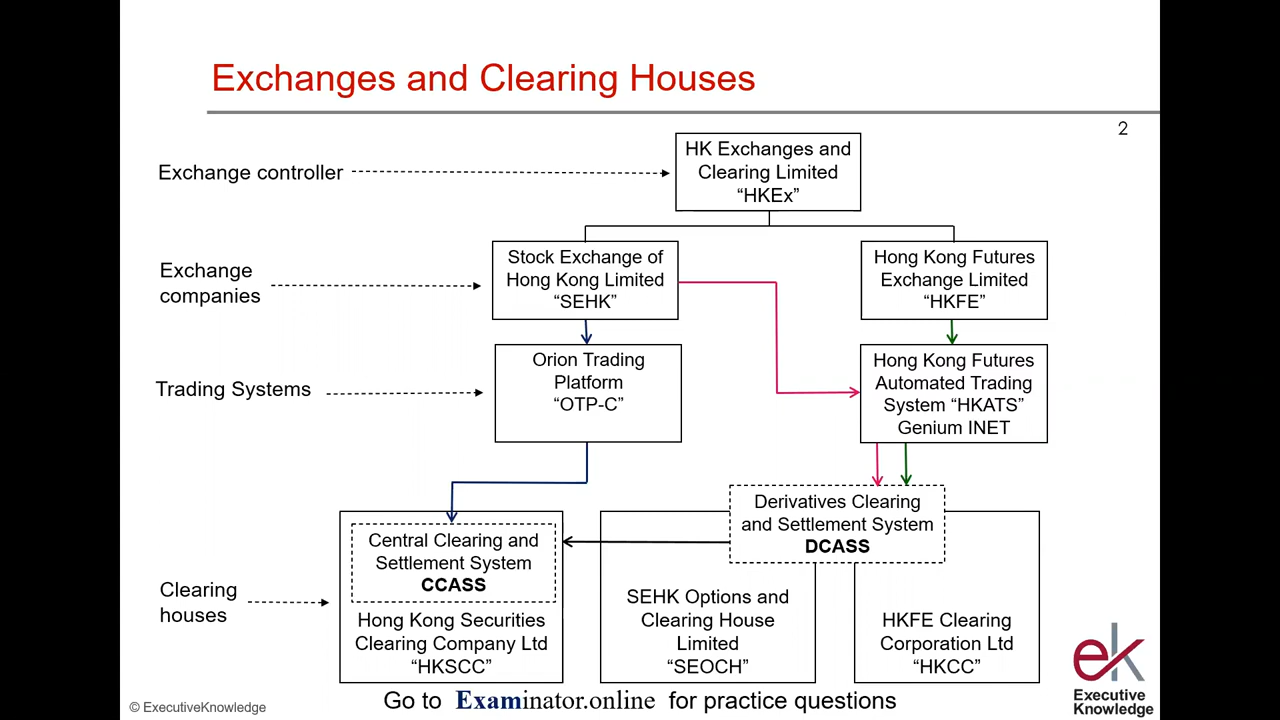 Exchanges and Clearing Houses
2
Exchange controller
HK Exchanges and
Clearing Limited
“HKEx”
Exchange
companies
Stock Exchange of
Hong Kong Limited
“SEHK”
Hong Kong Futures
Exchange Limited
“HKFE”
Trading Systems
Orion Trading
Platform
“OTP-C”
Hong Kong Futures
Automated Trading
System “HKATS”
Genium INET
Clearing
houses
Central Clearing and
Settlement System
CCASS
Hong Kong Securities
Clearing Company Ltd
“HKSCC”
Derivatives Clearing
and Settlement System
DCASS
SEHK Options and
Clearing House
Limited
“SEOCH”
HKFE Clearing
Corporation Ltd
“HKCC”
ek
Executive
Knowledge
© ExecutiveKnowledge
Go to Examinator.online for practice questions